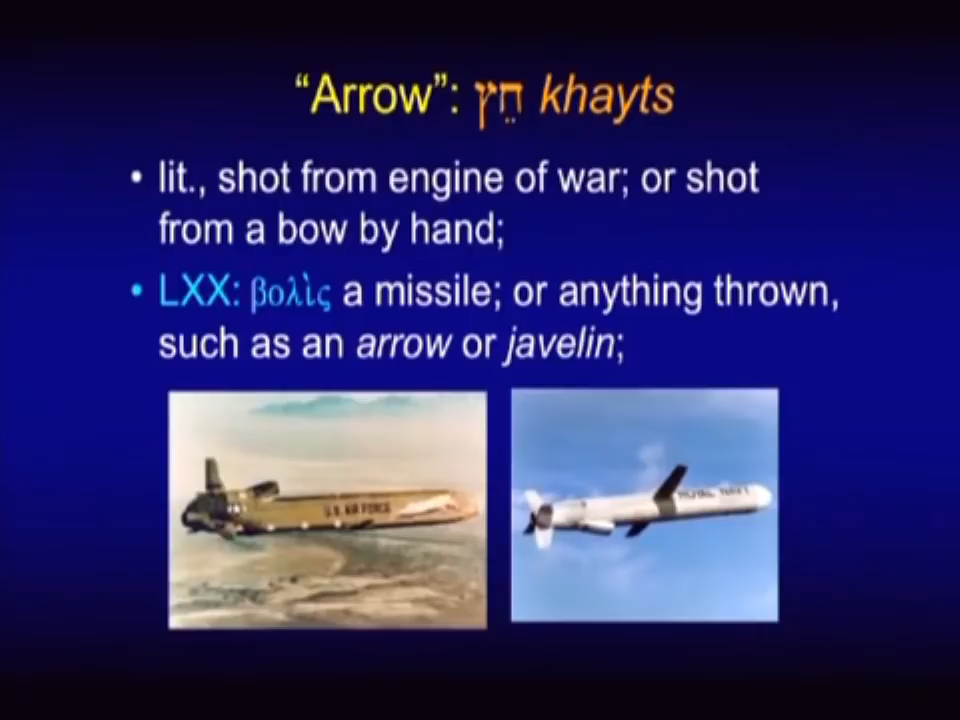 “Arrow”: חֵץ khayts
• lit., shot from engine of war; or shot
from a bow by hand;
• LXX: βολὶς a missile; or anything thrown,
such as an arrow or javelin;
U.S. AIR FORCE
ROYAL NAVY